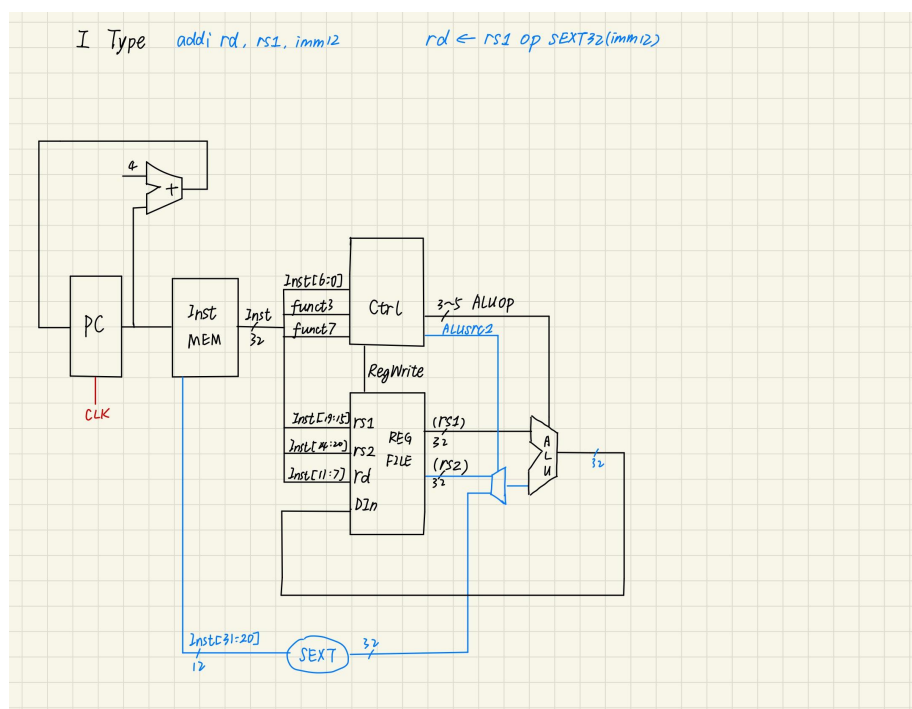 I Type addi rd, rs1, imm12 rd ← rs1 op SEXT32(imm12)
4
+
PC
CLK
Inst
MEM
Inst
32
Inst[6:0]
funct3
funct7
Ctrl
3~5 ALUop
ALUsrc2
RegWrite
Inst[19:15] rs1
Inst[24:20] rs2
Inst[11:7] rd
DIn
REG
FILE
(rs1)
32
(rs2)
32
ALU
32
Inst[31:20]
12
SEXT
32